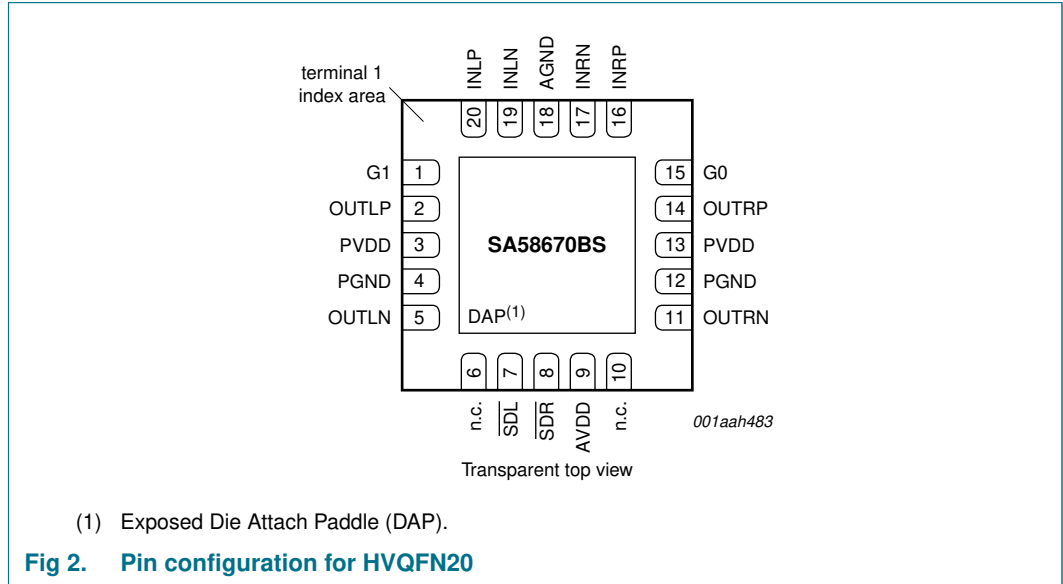 terminal 1
index area
INLP
INLN
AGND
INRN
INRP
20
19
18
17
16
G1 1
15 G0
OUTLP 2
14 OUTRP
PVDD 3
SA58670BS
13 PVDD
PGND 4
12 PGND
OUTLN 5
DAP(1)
11 OUTRN
6
7
8
9
10
n.c.
SDL
SDR
AVDD
n.c.
001aah483
Transparent top view
(1) Exposed Die Attach Paddle (DAP).
Fig 2. Pin configuration for HVQFN20